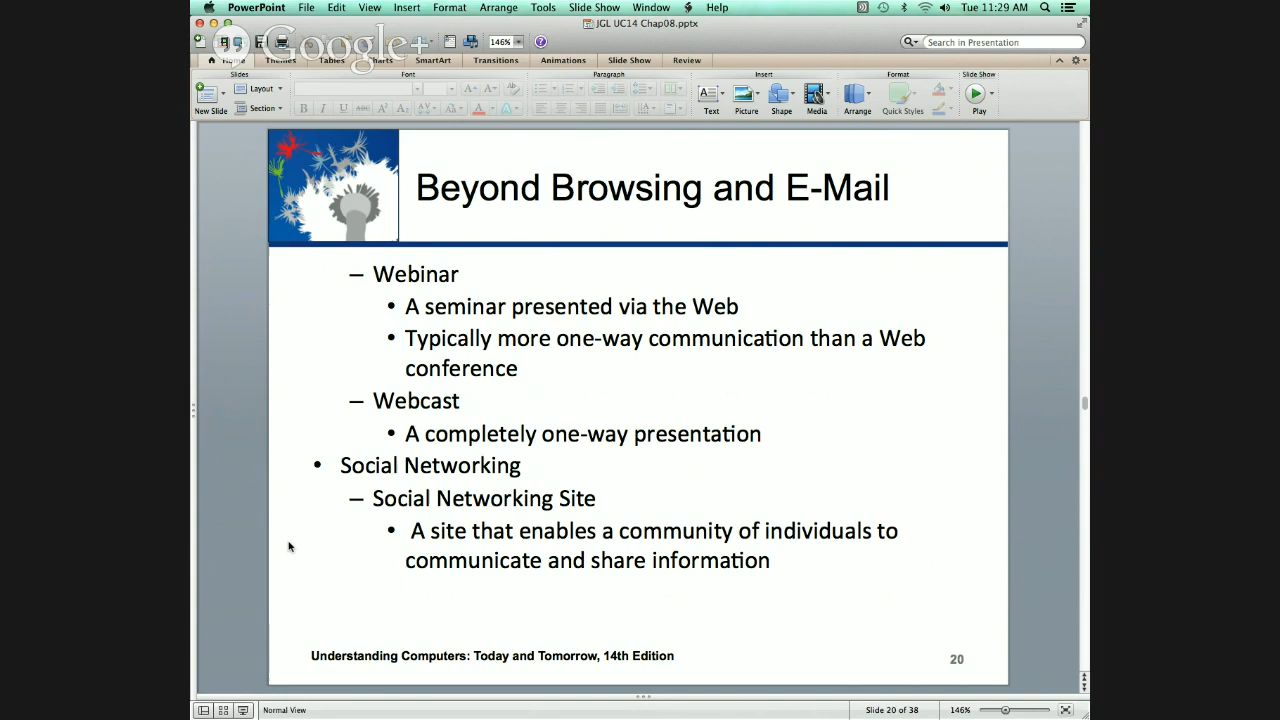 PowerPoint File Edit View Insert Format Arrange Tools Slide Show Window Help Tue 11:29 AM
JGL UC14 Chap08.pptx
Google+
146% Search in Presentation
Home Themes Tables Charts SmartArt Transitions Animations Slide Show Review
Slides Font Paragraph Insert Format Slide Show
New Slide Layout Section Text Picture Shape Media Arrange Quick Styles Play
B I U ABC A² A₂ AV Aa A A
Beyond Browsing and E-Mail
– Webinar
• A seminar presented via the Web
• Typically more one-way communication than a Web
conference
– Webcast
• A completely one-way presentation
• Social Networking
– Social Networking Site
• A site that enables a community of individuals to
communicate and share information
Understanding Computers: Today and Tomorrow, 14th Edition 20
Normal View Slide 20 of 38 146%